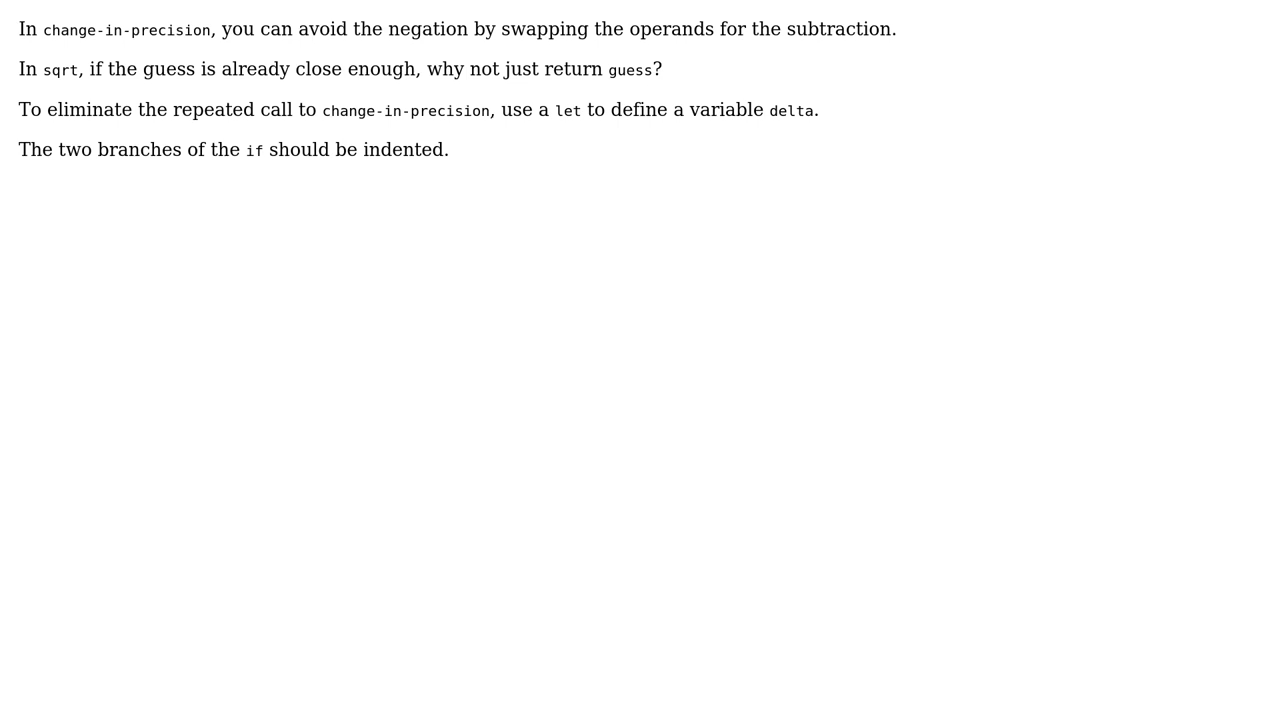 In change-in-precision, you can avoid the negation by swapping the operands for the subtraction.
In sqrt, if the guess is already close enough, why not just return guess?
To eliminate the repeated call to change-in-precision, use a let to define a variable delta.
The two branches of the if should be indented.